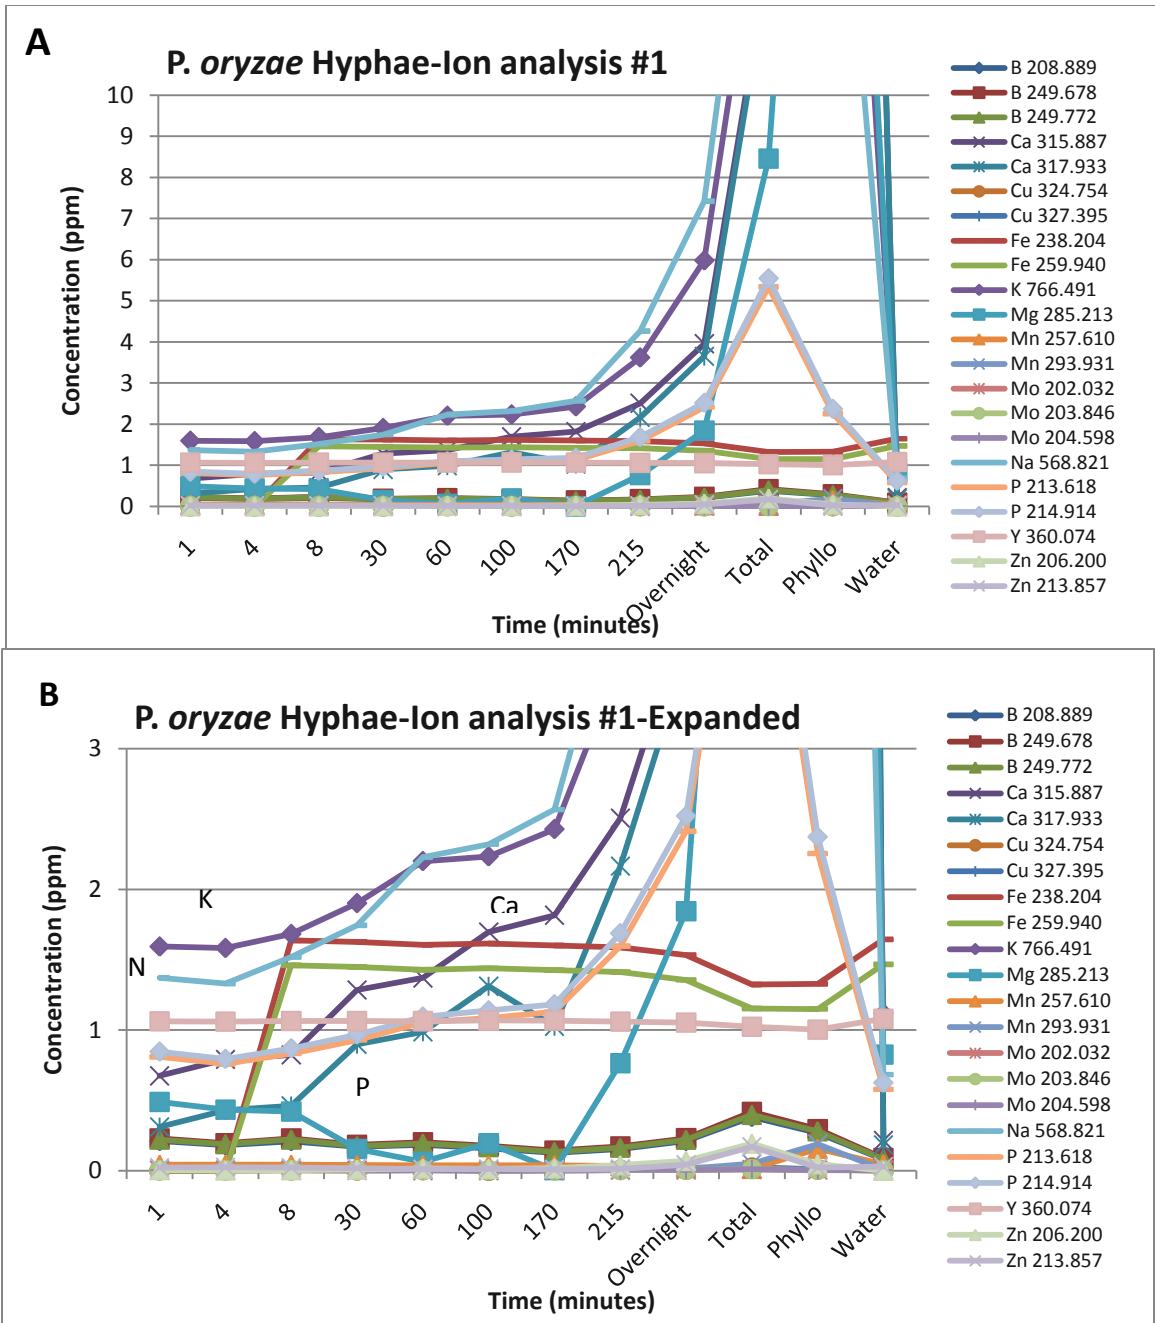 A
P. oryzae Hyphae-Ion analysis #1
10
9
8
7
6
5
4
3
2
1
0
Concentration (ppm)
1
4
8
30
60
100
170
215
Overnight
Total
Phyllo
Water
Time (minutes)
B 208.889
B 249.678
B 249.772
Ca 315.887
Ca 317.933
Cu 324.754
Cu 327.395
Fe 238.204
Fe 259.940
K 766.491
Mg 285.213
Mn 257.610
Mn 293.931
Mo 202.032
Mo 203.846
Mo 204.598
Na 568.821
P 213.618
P 214.914
Y 360.074
Zn 206.200
Zn 213.857
B
P. oryzae Hyphae-Ion analysis #1-Expanded
3
2
1
0
Concentration (ppm)
K
Ca
N
P
1
4
8
30
60
100
170
215
Overnight
Total
Phyllo
Water
Time (minutes)
B 208.889
B 249.678
B 249.772
Ca 315.887
Ca 317.933
Cu 324.754
Cu 327.395
Fe 238.204
Fe 259.940
K 766.491
Mg 285.213
Mn 257.610
Mn 293.931
Mo 202.032
Mo 203.846
Mo 204.598
Na 568.821
P 213.618
P 214.914
Y 360.074
Zn 206.200
Zn 213.857